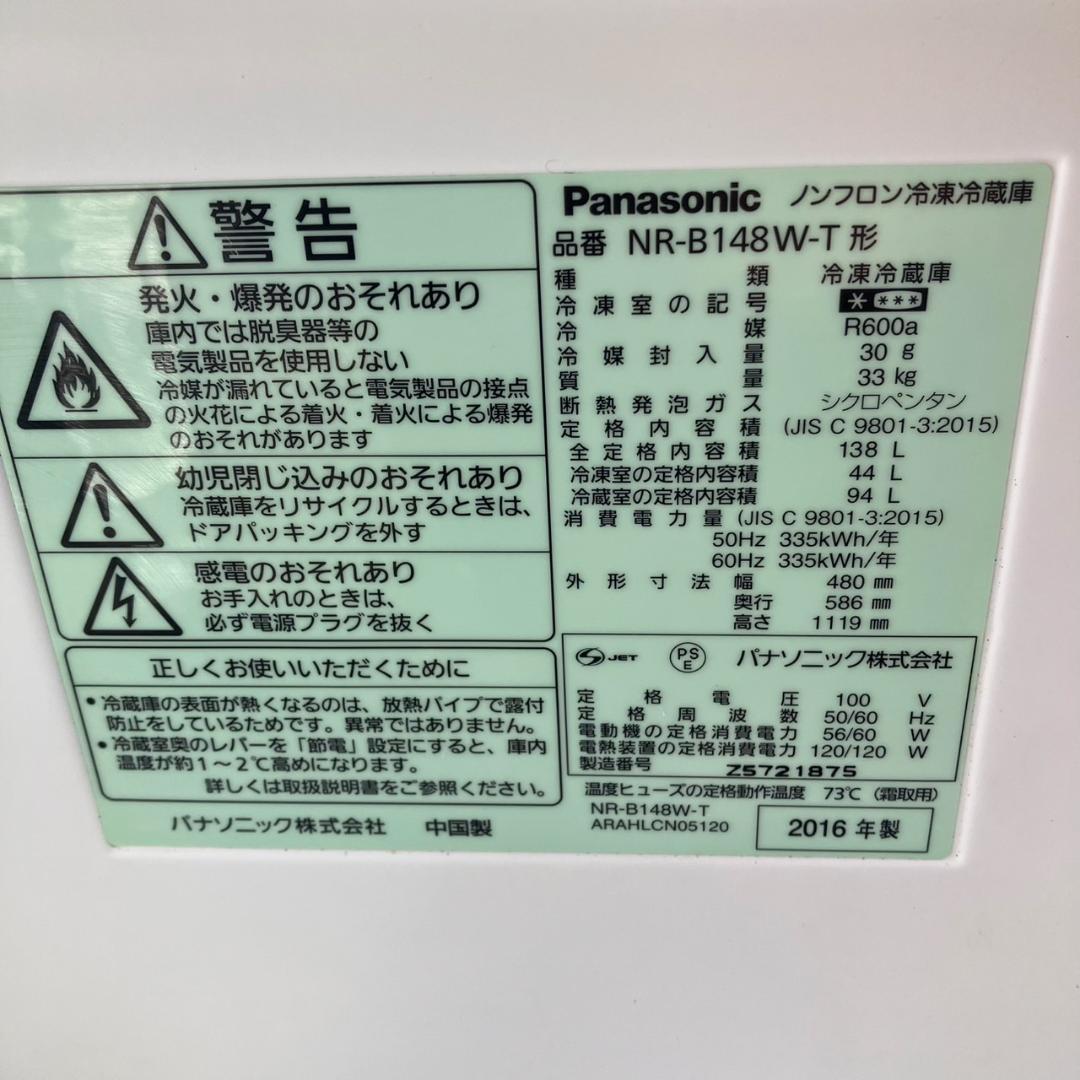 警告
発火・爆発のおそれあり
庫内では脱臭器等の
電気製品を使用しない
冷媒が漏れていると電気製品の接点
の火花による着火・着火による爆発
のおそれがあります
幼児閉じ込みのおそれあり
冷蔵庫をリサイクルするときは、
ドアパッキングを外す
感電のおそれあり
お手入れのときは、
必ず電源プラグを抜く
正しくお使いいただくために
・冷蔵庫の表面が熱くなるのは、放熱パイプで露付
防止をしているためです。異常ではありません。
・冷蔵室奥のレバーを「節電」設定にすると、庫内
温度が約1～2℃高めになります。
詳しくは取扱説明書をご参照ください。
パナソニック株式会社 中国製
Panasonic ノンフロン冷凍冷蔵庫
品番 NR-B148W-T 形
種類 冷凍冷蔵庫
冷凍室の記号 * ***
冷媒 R600a
冷媒封入量 30 g
質量 33 kg
断熱発泡ガス シクロペンタン
定格内容積 (JIS C 9801-3:2015)
全定格内容積 138 L
冷凍室の定格内容積 44 L
冷蔵室の定格内容積 94 L
消費電力量 (JIS C 9801-3:2015)
50Hz 335kWh/年
60Hz 335kWh/年
外形寸法 幅 480 mm
奥行 586 mm
高さ 1119 mm
S JET PS E パナソニック株式会社
定格電圧 100 V
定格周波数 50/60 Hz
電動機の定格消費電力 56/60 W
電熱装置の定格消費電力 120/120 W
製造番号 Z5721875
温度ヒューズの定格動作温度 73℃ (霜取用)
NR-B148W-T
ARAHLCN05120
2016 年製